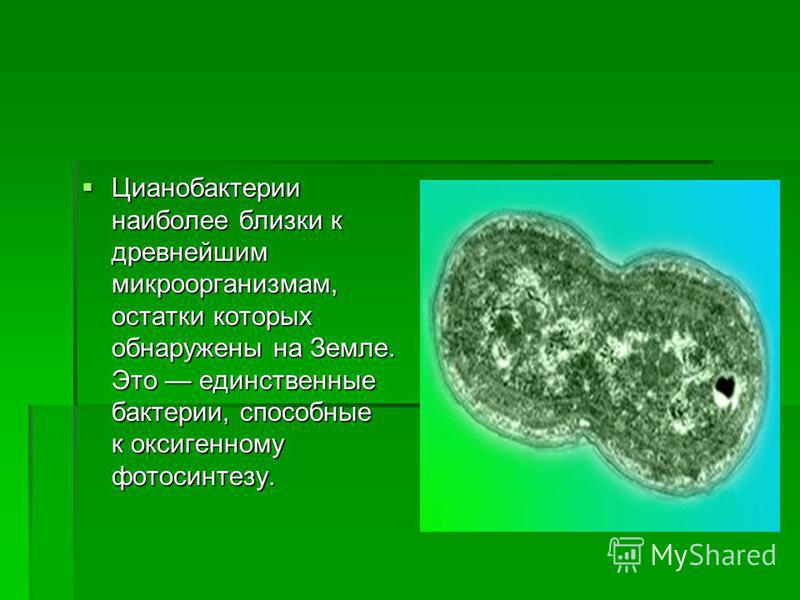 Цианобактерии
наиболее близки к
древнейшим
микроорганизмам,
остатки которых
обнаружены на Земле.
Это — единственные
бактерии, способные
к оксигенному
фотосинтезу.
MyShared